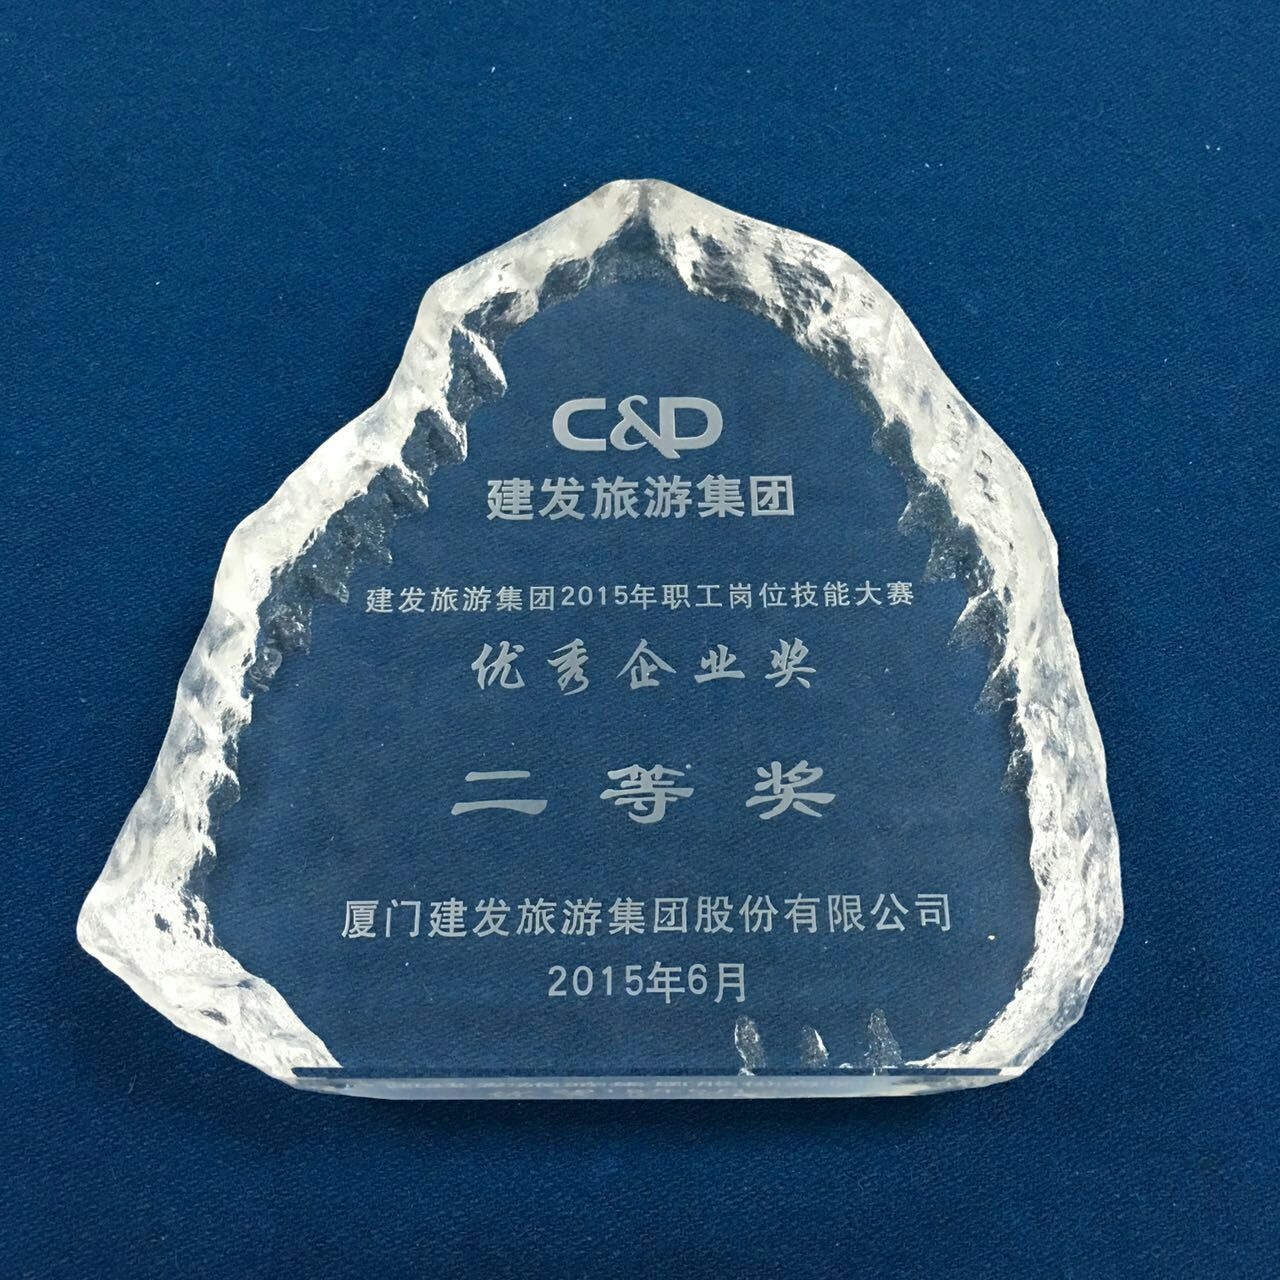 C&D
建发旅游集团
建发旅游集团2015年职工岗位技能大赛
优秀企业奖
二等奖
厦门建发旅游集团股份有限公司
2015年6月